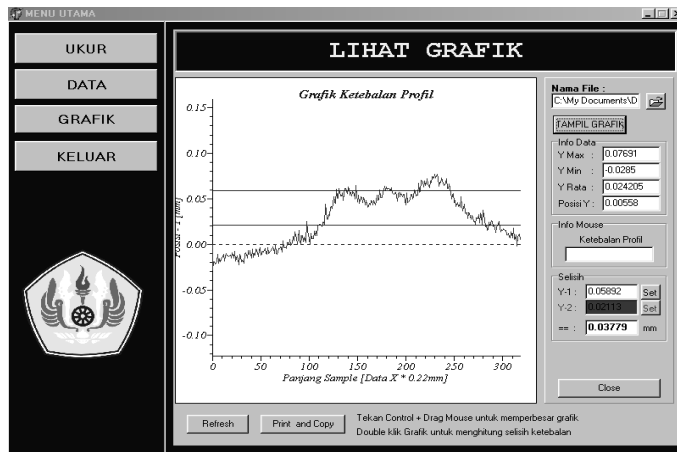 MENU UTAMA
UKUR
DATA
GRAFIK
KELUAR
LIHAT GRAFIK
Grafik Ketebalan Profil
0.15
0.10
0.05
0.00
-0.05
-0.10
Posisi - Y [mm]
0 50 100 150 200 250 300
Panjang Sample [Data X * 0.22mm]
Nama File :
C:\My Documents\D
TAMPIL GRAFIK
Info Data
Y Max : 0.07691
Y Min : -0.0285
Y Rata : 0.024205
Posisi Y : 0.00558
Info Mouse
Ketebalan Profil
Selisih
Y-1 : 0.05892 Set
Y-2 : 0.02113 Set
== : 0.03779 mm
Close
Refresh
Print and Copy
Tekan Control + Drag Mouse untuk memperbesar grafik
Double klik Grafik untuk menghitung selisih ketebalan